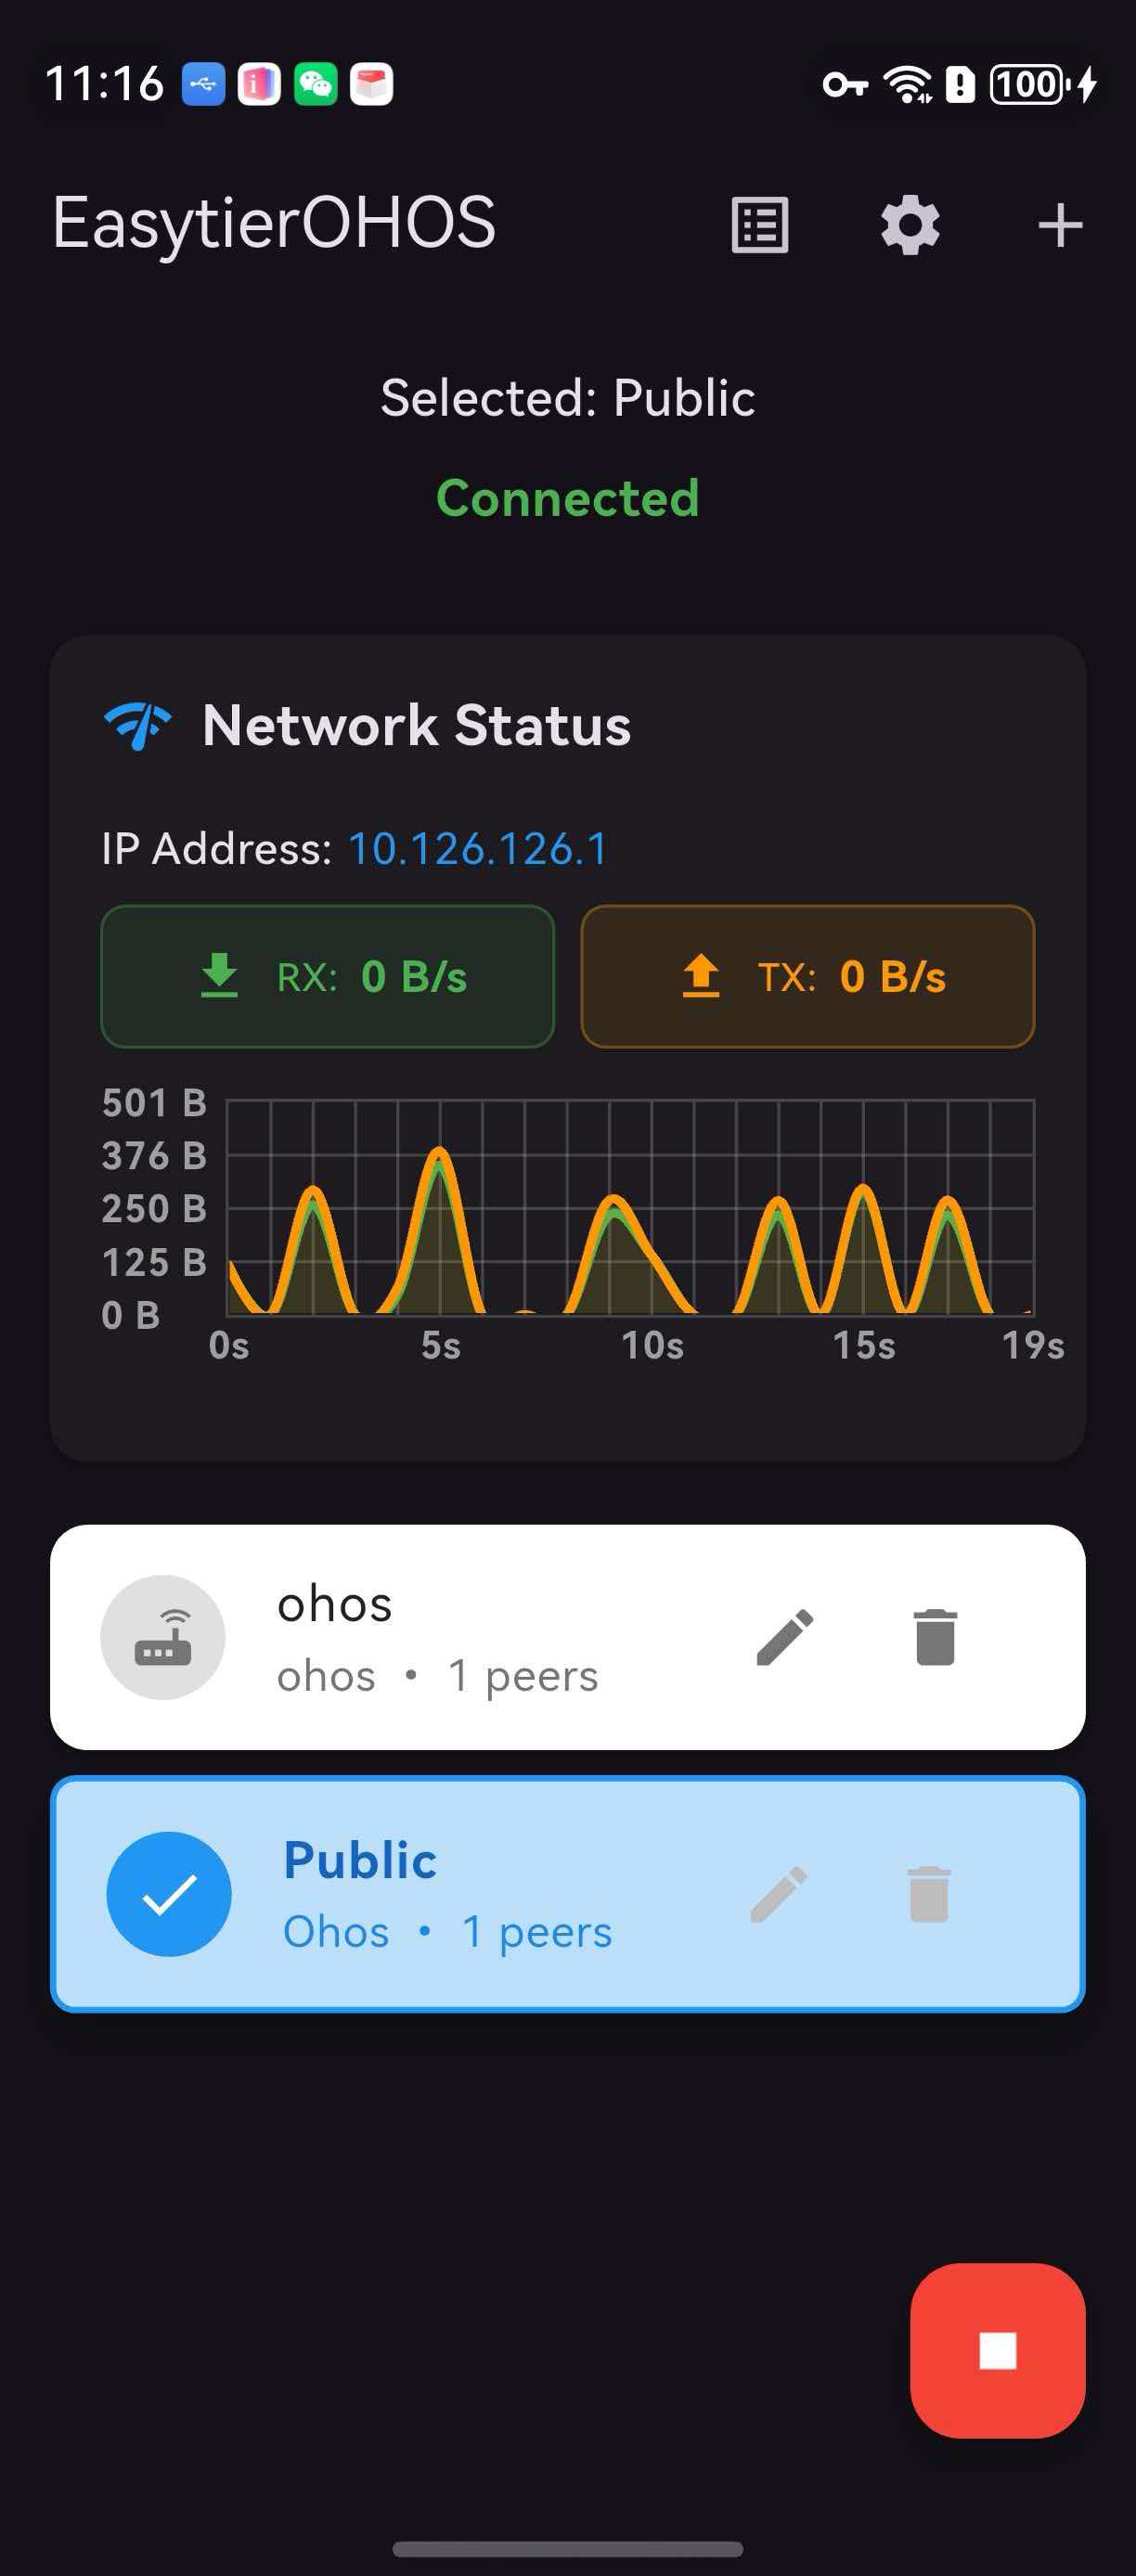 11:16
100
EasytierOHOS
Selected: Public
Connected
Network Status
IP Address: 10.126.126.1
RX: 0 B/s
TX: 0 B/s
501 B
376 B
250 B
125 B
0 B
0s 5s 10s 15s 19s
ohos
ohos • 1 peers
Public
Ohos • 1 peers